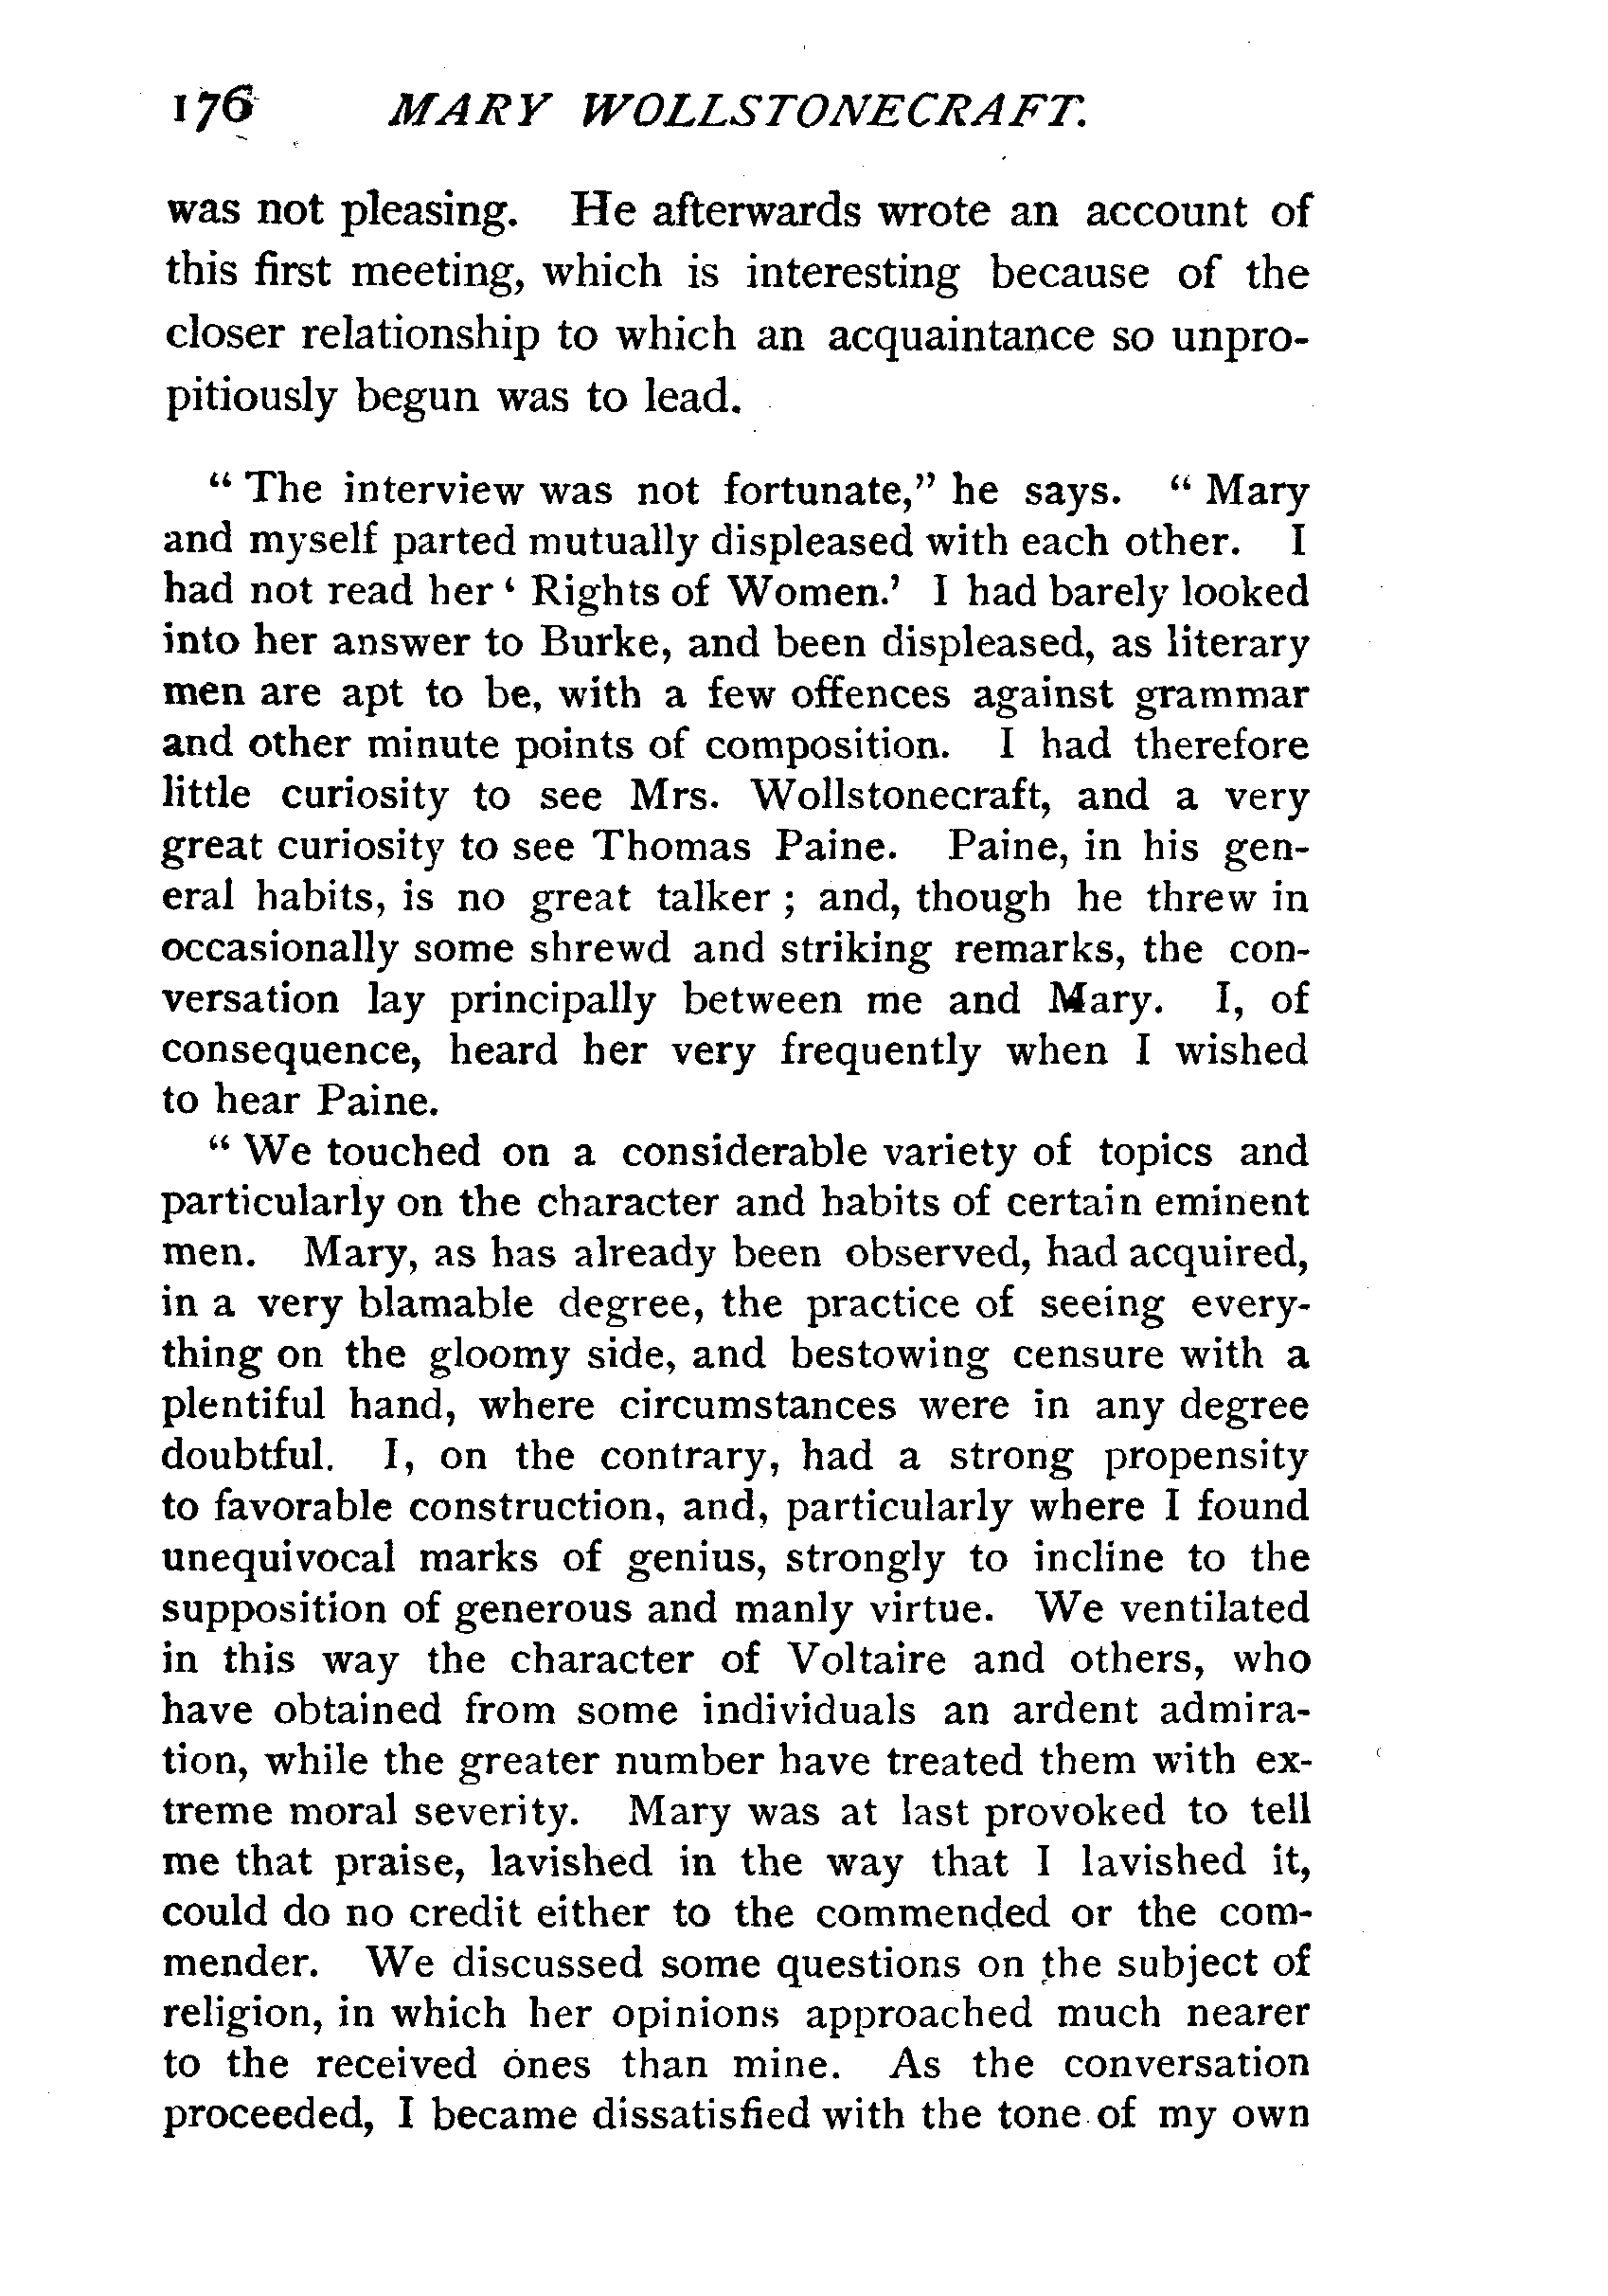 176 MARY WOLLSTONECRAFT.
was not pleasing. He afterwards wrote an account of
this first meeting, which is interesting because of the
closer relationship to which an acquaintance so unpro-
pitiously begun was to lead.
“ The interview was not fortunate,” he says. “ Mary
and myself parted mutually displeased with each other. I
had not read her ‘ Rights of Women.’ I had barely looked
into her answer to Burke, and been displeased, as literary
men are apt to be, with a few offences against grammar
and other minute points of composition. I had therefore
little curiosity to see Mrs. Wollstonecraft, and a very
great curiosity to see Thomas Paine. Paine, in his gen-
eral habits, is no great talker ; and, though he threw in
occasionally some shrewd and striking remarks, the con-
versation lay principally between me and Mary. I, of
consequence, heard her very frequently when I wished
to hear Paine.
“ We touched on a considerable variety of topics and
particularly on the character and habits of certain eminent
men. Mary, as has already been observed, had acquired,
in a very blamable degree, the practice of seeing every-
thing on the gloomy side, and bestowing censure with a
plentiful hand, where circumstances were in any degree
doubtful. I, on the contrary, had a strong propensity
to favorable construction, and, particularly where I found
unequivocal marks of genius, strongly to incline to the
supposition of generous and manly virtue. We ventilated
in this way the character of Voltaire and others, who
have obtained from some individuals an ardent admira-
tion, while the greater number have treated them with ex-
treme moral severity. Mary was at last provoked to tell
me that praise, lavished in the way that I lavished it,
could do no credit either to the commended or the com-
mender. We discussed some questions on the subject of
religion, in which her opinions approached much nearer
to the received ones than mine. As the conversation
proceeded, I became dissatisfied with the tone of my own